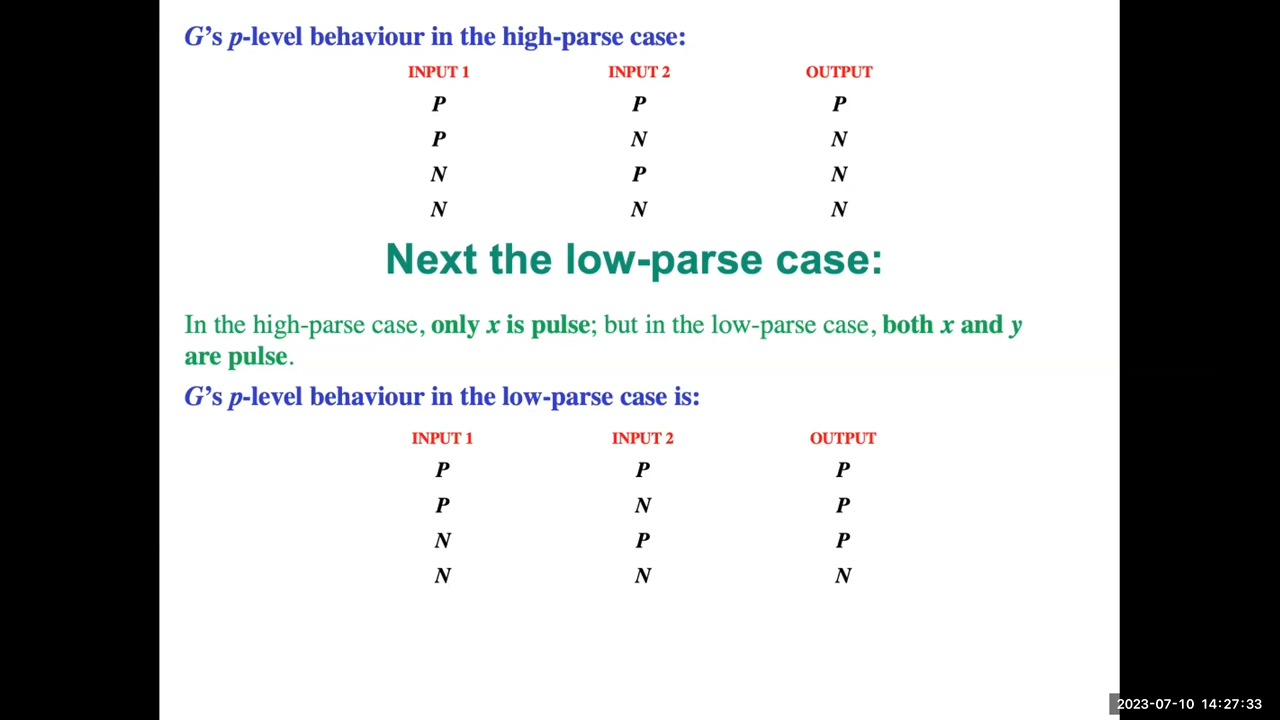 G’s p-level behaviour in the high-parse case:
INPUT 1 INPUT 2 OUTPUT
P P P
P N N
N P N
N N N
Next the low-parse case:
In the high-parse case, only x is pulse; but in the low-parse case, both x and y
are pulse.
G’s p-level behaviour in the low-parse case is:
INPUT 1 INPUT 2 OUTPUT
P P P
P N P
N P P
N N N
2023-07-10 14:27:33